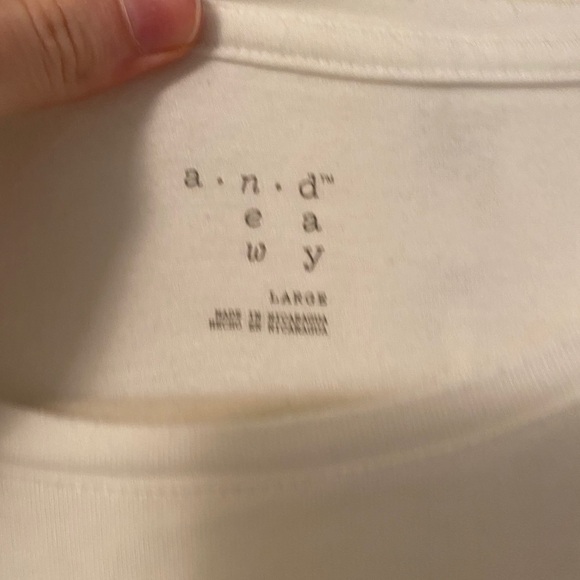 a · n · d™
e a
w y
LARGE
MADE IN NICARAGUA
HECHO EN NICARAGUA